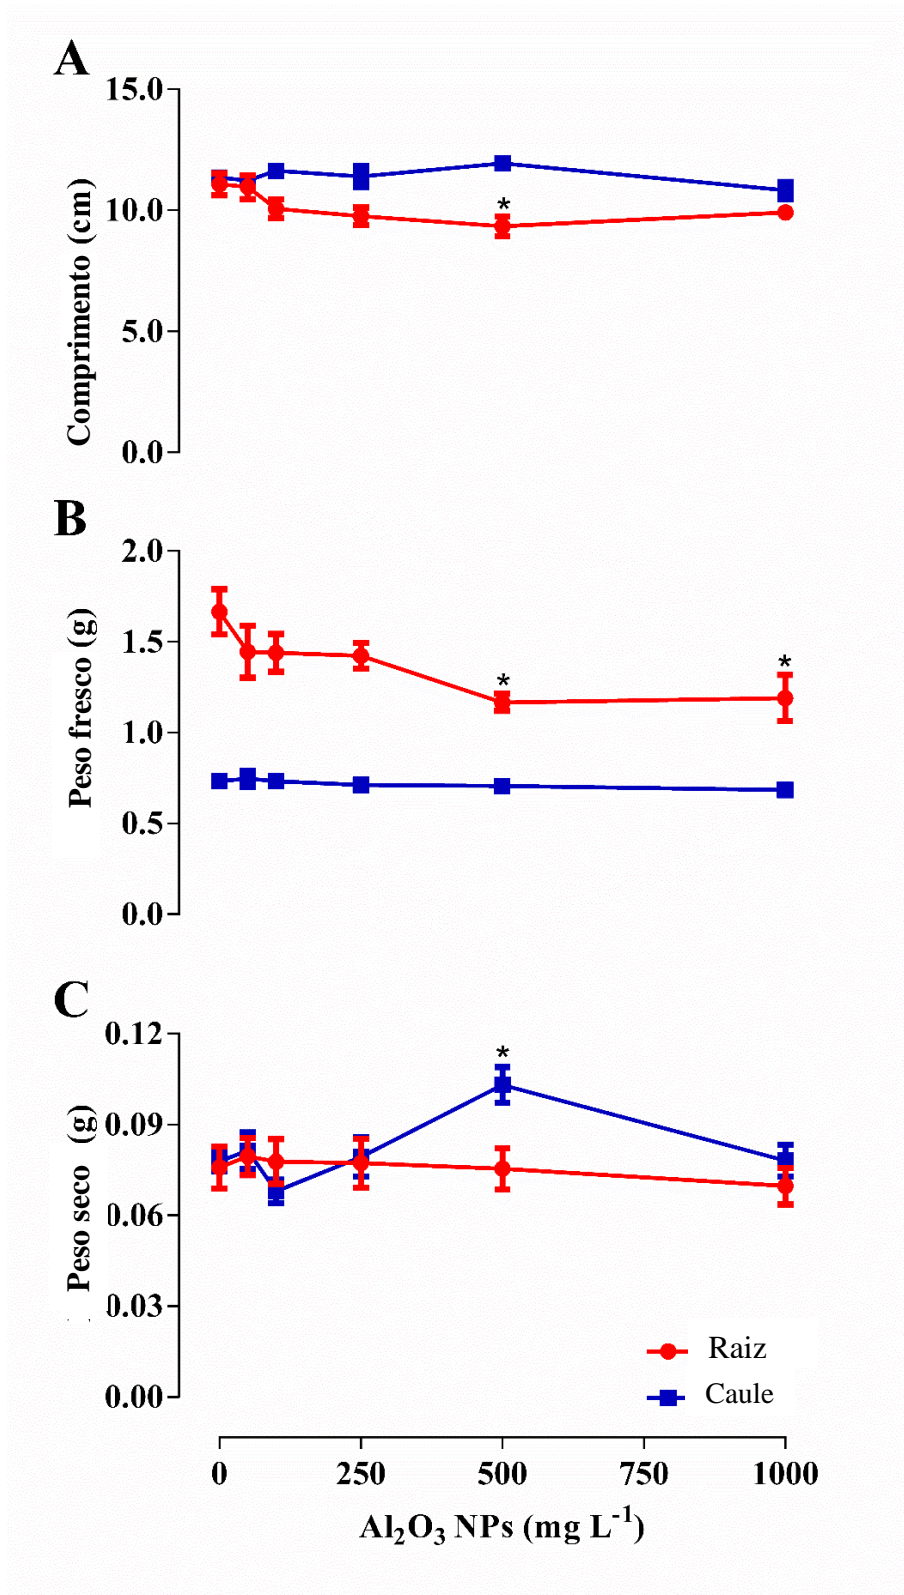 A
15.0
10.0
5.0
0.0
Comprimento (cm)
*
B
2.0
1.5
1.0
0.5
0.0
Peso fresco (g)
*
*
C
0.12
0.09
0.06
0.03
0.00
Peso seco (g)
*
Raiz
Caule
0 250 500 750 1000
Al₂O₃ NPs (mg L⁻¹)